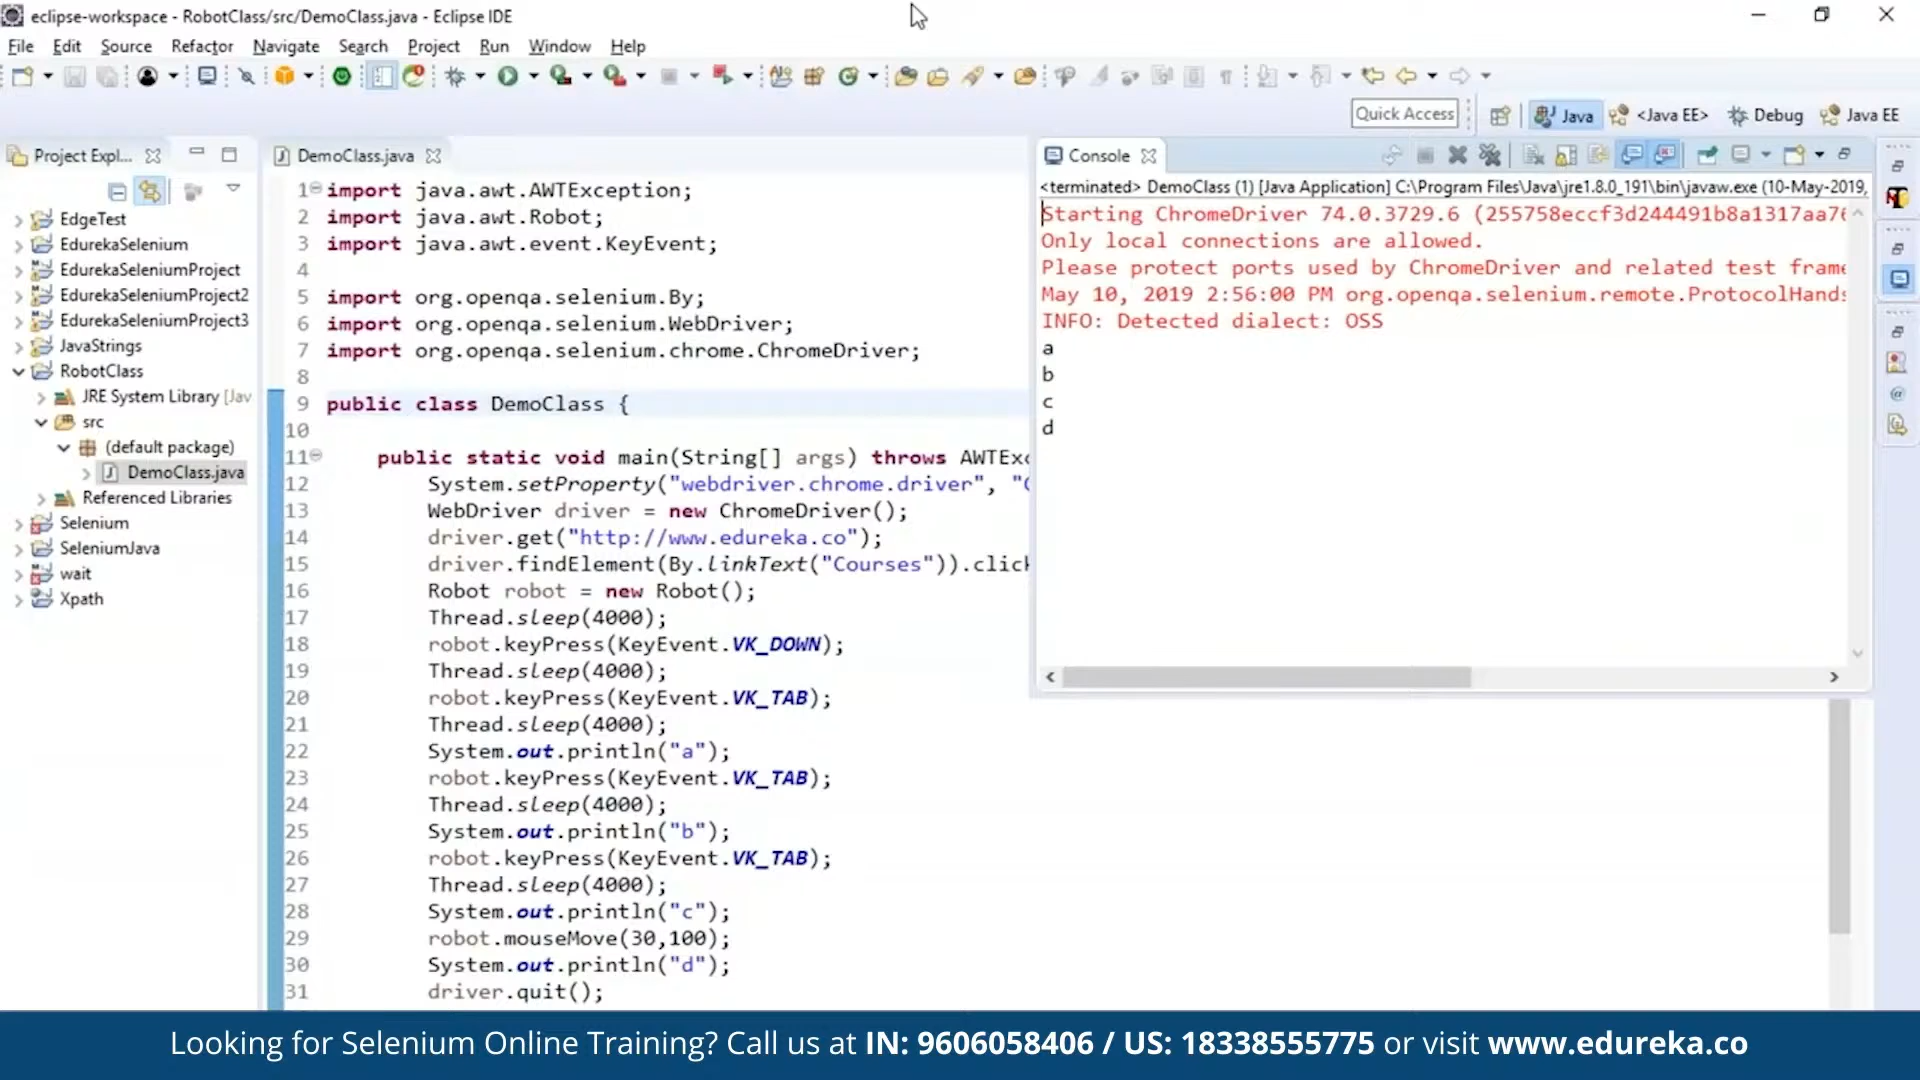 eclipse-workspace - RobotClass/src/DemoClass.java - Eclipse IDE
File Edit Source Refactor Navigate Search Project Run Window Help
Quick Access
Java <Java EE> Debug Java EE
Project Expl...
EdgeTest
EdurekaSelenium
EdurekaSeleniumProject
EdurekaSeleniumProject2
EdurekaSeleniumProject3
JavaStrings
RobotClass
JRE System Library [Jav
src
(default package)
DemoClass.java
Referenced Libraries
Selenium
SeleniumJava
wait
Xpath
DemoClass.java
1 import java.awt.AWTException;
2 import java.awt.Robot;
3 import java.awt.event.KeyEvent;
4
5 import org.openqa.selenium.By;
6 import org.openqa.selenium.WebDriver;
7 import org.openqa.selenium.chrome.ChromeDriver;
8
9 public class DemoClass {
10
11 public static void main(String[] args) throws AWTExc
12 System.setProperty("webdriver.chrome.driver", "C
13 WebDriver driver = new ChromeDriver();
14 driver.get("http://www.edureka.co");
15 driver.findElement(By.linkText("Courses")).click
16 Robot robot = new Robot();
17 Thread.sleep(4000);
18 robot.keyPress(KeyEvent.VK_DOWN);
19 Thread.sleep(4000);
20 robot.keyPress(KeyEvent.VK_TAB);
21 Thread.sleep(4000);
22 System.out.println("a");
23 robot.keyPress(KeyEvent.VK_TAB);
24 Thread.sleep(4000);
25 System.out.println("b");
26 robot.keyPress(KeyEvent.VK_TAB);
27 Thread.sleep(4000);
28 System.out.println("c");
29 robot.mouseMove(30,100);
30 System.out.println("d");
31 driver.quit();
Console
<terminated> DemoClass (1) [Java Application] C:\Program Files\Java\jre1.8.0_191\bin\javaw.exe (10-May-2019,
Starting ChromeDriver 74.0.3729.6 (255758eccf3d244491b8a1317aa76
Only local connections are allowed.
Please protect ports used by ChromeDriver and related test frame
May 10, 2019 2:56:00 PM org.openqa.selenium.remote.ProtocolHands
INFO: Detected dialect: OSS
a
b
c
d
Looking for Selenium Online Training? Call us at IN: 9606058406 / US: 18338555775 or visit www.edureka.co